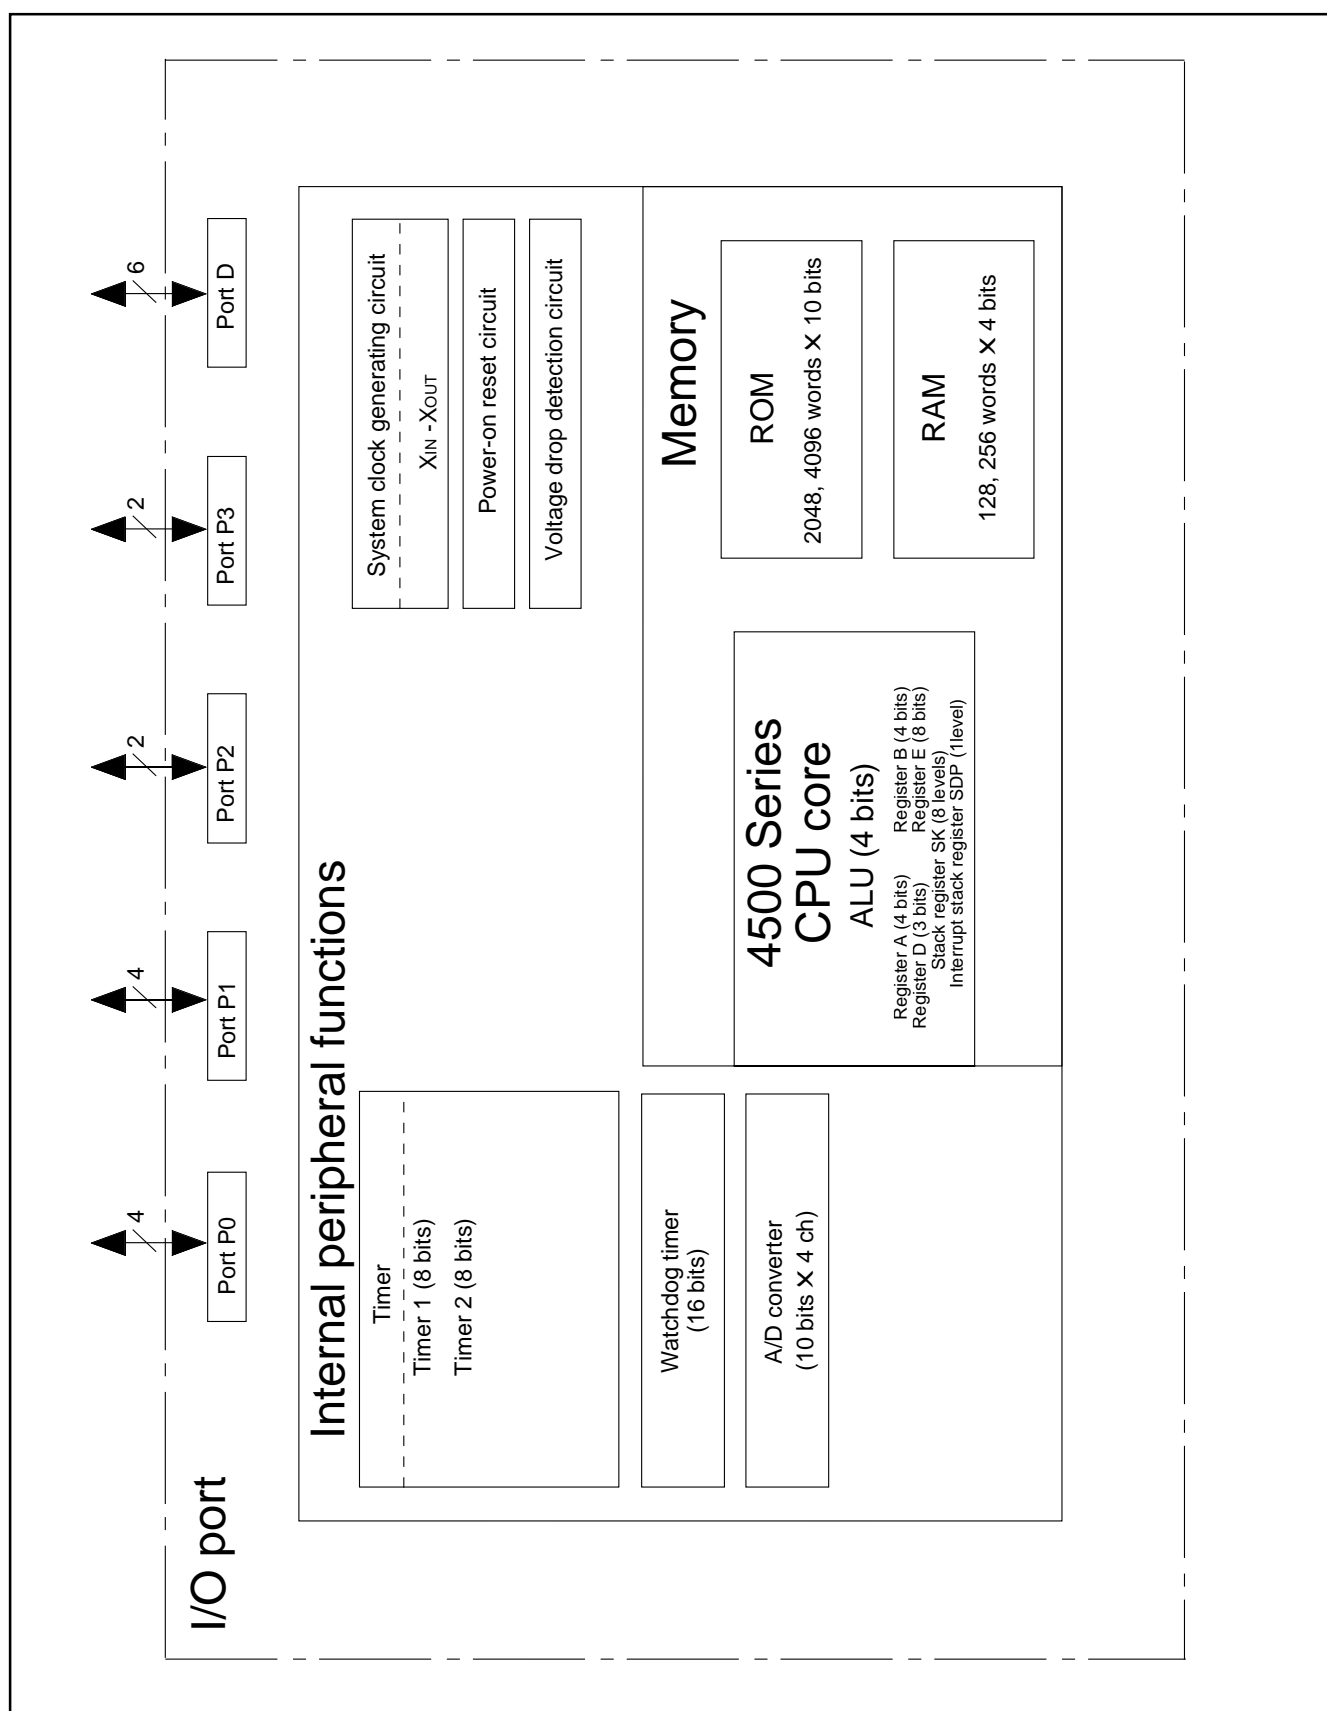 I/O port
4
4
2
2
6
Port P0
Port P1
Port P2
Port P3
Port D
Internal peripheral functions
Timer
Timer 1 (8 bits)
Timer 2 (8 bits)
Watchdog timer
(16 bits)
A/D converter
(10 bits X 4 ch)
System clock generating circuit
XIN -XOUT
Power-on reset circuit
Voltage drop detection circuit
4500 Series
CPU core
ALU (4 bits)
Register A (4 bits) Register B (4 bits)
Register D (3 bits) Register E (8 bits)
Stack register SK (8 levels)
Interrupt stack register SDP (1level)
Memory
ROM
2048, 4096 words X 10 bits
RAM
128, 256 words X 4 bits